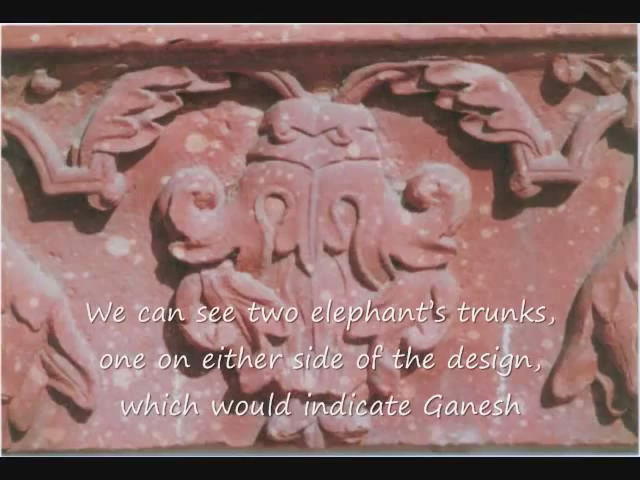 We can see two elephant's trunks,
one on either side of the design,
which would indicate Ganesh